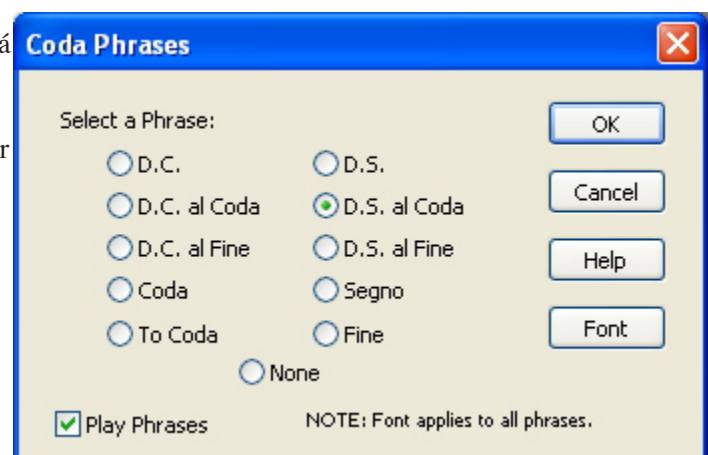 á
Coda Phrases
Select a Phrase:
OK
r
D.C.
D.S.
Cancel
D.C. al Coda
D.S. al Coda
D.C. al Fine
D.S. al Fine
Help
Coda
Segno
To Coda
Fine
Font
None
Play Phrases
NOTE: Font applies to all phrases.